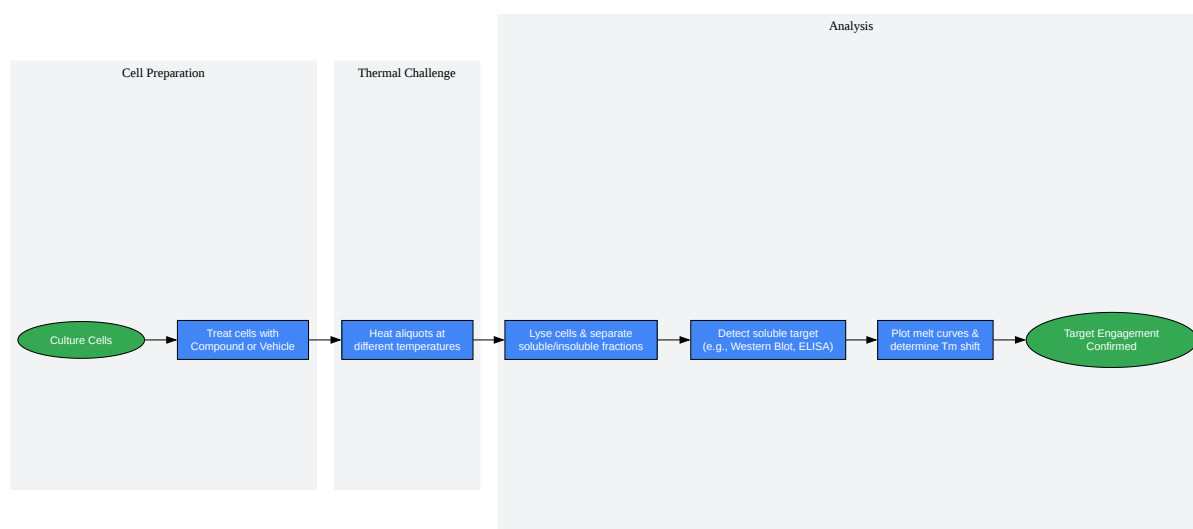 Analysis
Cell Preparation
Thermal Challenge
Culture Cells
Treat cells with
Compound or Vehicle
Heat aliquots at
different temperatures
Lyse cells & separate
soluble/insoluble fractions
Detect soluble target
(e.g., Western Blot, ELISA)
Plot melt curves &
determine Tm shift
Target Engagement
Confirmed